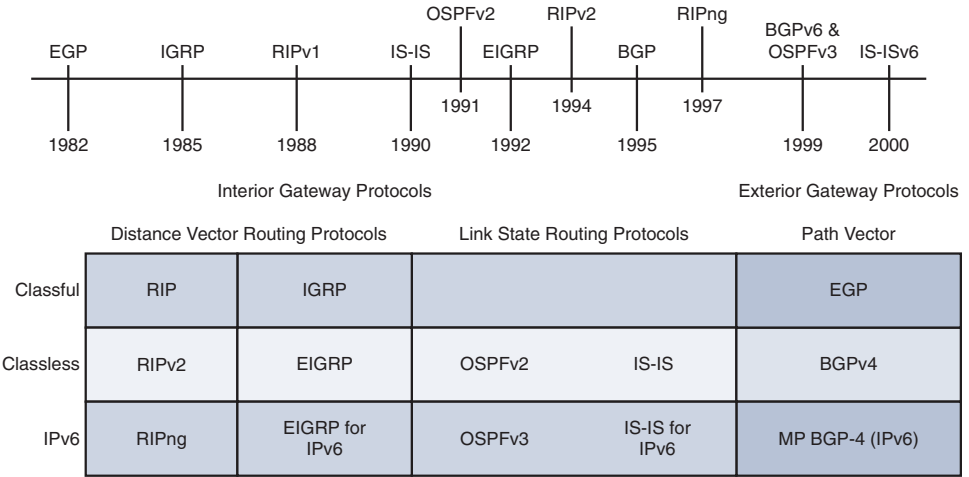 OSPFv2 RIPv2 RIPng
BGPv6 &
EGP IGRP RIPv1 IS-IS EIGRP BGP OSPFv3 IS-ISv6
1991 1994 1997
1982 1985 1988 1990 1992 1995 1999 2000
Interior Gateway Protocols Exterior Gateway Protocols
Distance Vector Routing Protocols Link State Routing Protocols Path Vector
Classful RIP IGRP EGP
Classless RIPv2 EIGRP OSPFv2 IS-IS BGPv4
IPv6 RIPng EIGRP for IPv6 OSPFv3 IS-IS for IPv6 MP BGP-4 (IPv6)